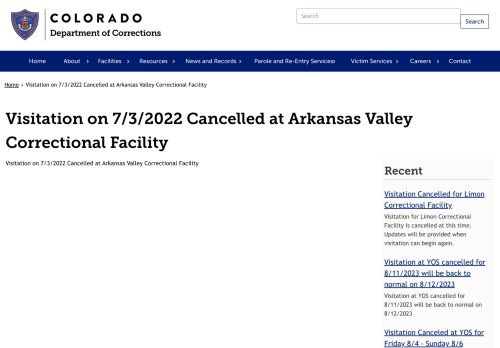 COLORADO
Department of Corrections
Search
Search
Home
About
Facilities
Resources
News and Records
Parole and Re-Entry Services
Victim Services
Careers
Contact
Home › Visitation on 7/3/2022 Cancelled at Arkansas Valley Correctional Facility
Visitation on 7/3/2022 Cancelled at Arkansas Valley
Correctional Facility
Visitation on 7/3/2022 Cancelled at Arkansas Valley Correctional Facility
Recent
Visitation Cancelled for Limon
Correctional Facility
Visitation for Limon Correctional
Facility is cancelled at this time.
Updates will be provided when
visitation can begin again.
Visitation at YOS cancelled for
8/11/2023 will be back to
normal on 8/12/2023
Visitation at YOS cancelled for
8/11/2023 will be back to normal on
8/12/2023
Visitation Canceled at YOS for
Friday 8/4 - Sunday 8/6